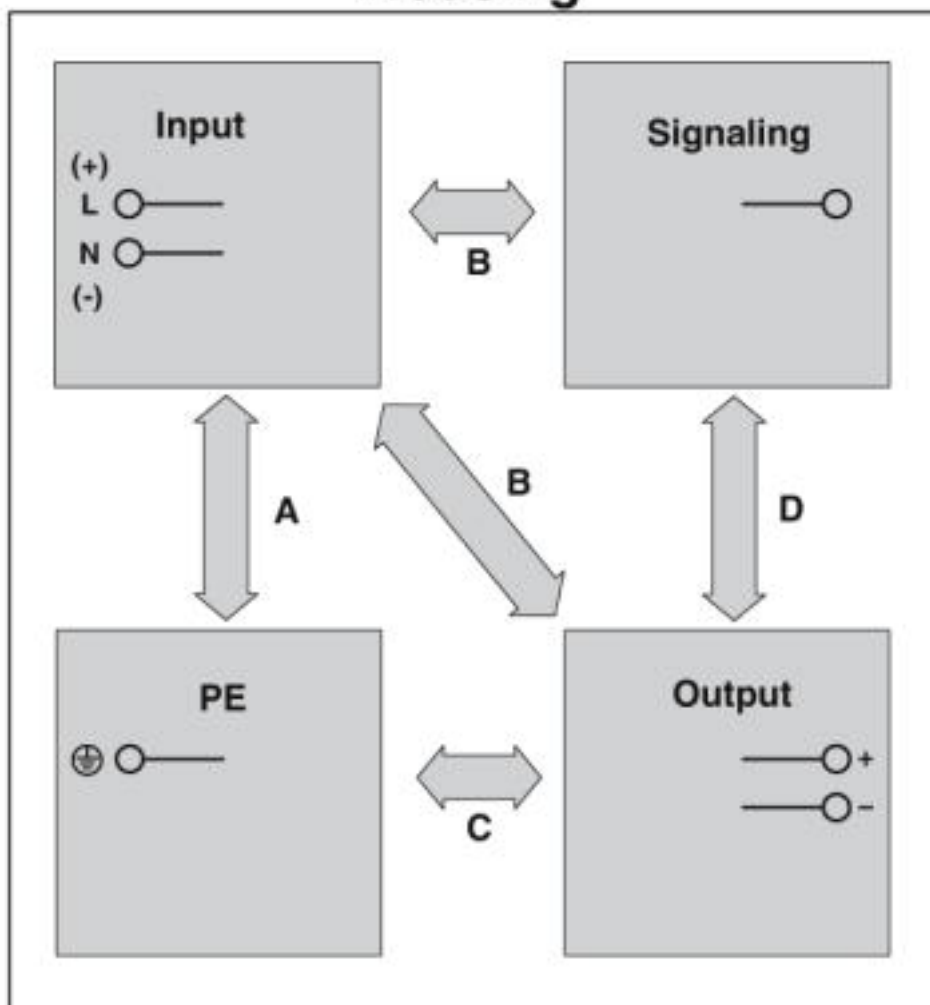 Input
(+)
L
N
(-)
Signaling
B
A
B
D
PE
Output
+
–
C